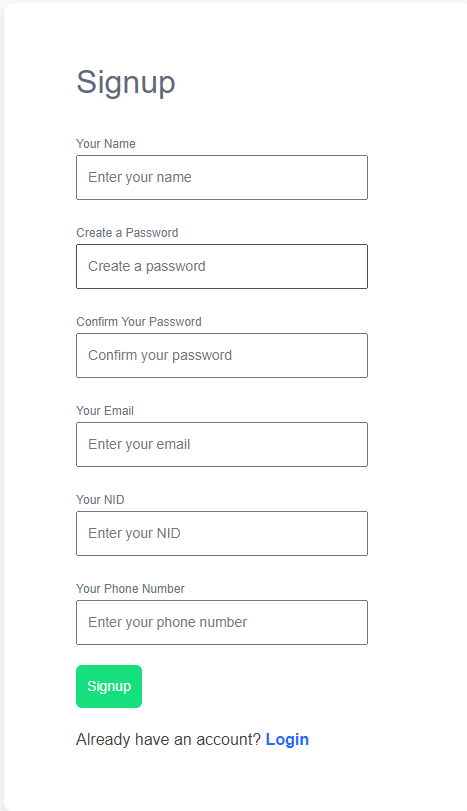 Signup
Your Name
Enter your name
Create a Password
Create a password
Confirm Your Password
Confirm your password
Your Email
Enter your email
Your NID
Enter your NID
Your Phone Number
Enter your phone number
Signup
Already have an account? Login